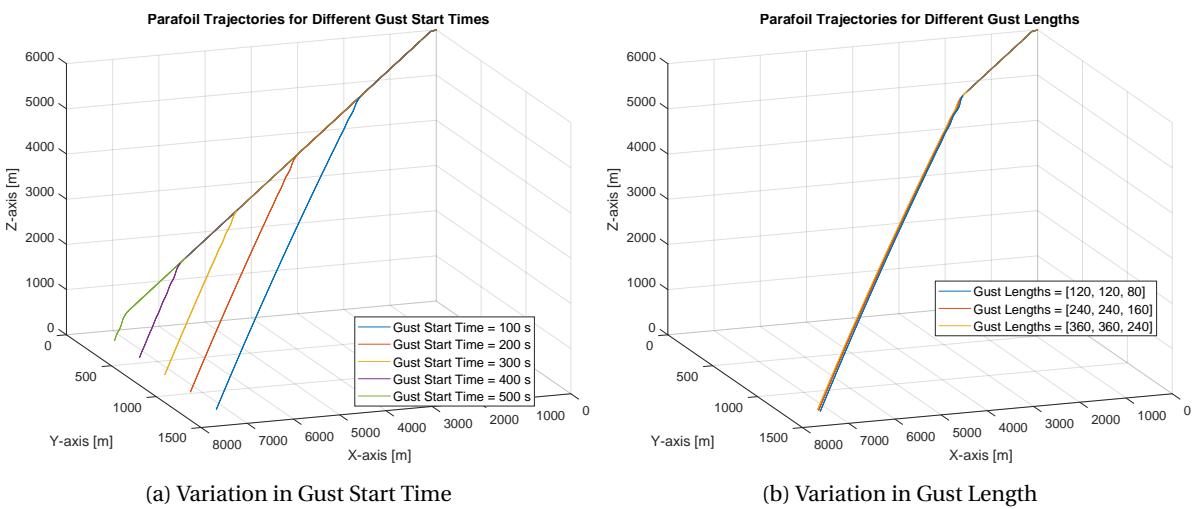 Parafoil Trajectories for Different Gust Start Times
6000
5000
4000
3000
2000
1000
0
Z-axis [m]
0
500
1000
1500
Y-axis [m]
8000
7000
6000
5000
4000
3000
2000
1000
0
X-axis [m]
Gust Start Time = 100 s
Gust Start Time = 200 s
Gust Start Time = 300 s
Gust Start Time = 400 s
Gust Start Time = 500 s
(a) Variation in Gust Start Time
Parafoil Trajectories for Different Gust Lengths
6000
5000
4000
3000
2000
1000
0
Z-axis [m]
0
500
1000
1500
Y-axis [m]
8000
7000
6000
5000
4000
3000
2000
1000
0
X-axis [m]
Gust Lengths = [120, 120, 80]
Gust Lengths = [240, 240, 160]
Gust Lengths = [360, 360, 240]
(b) Variation in Gust Length